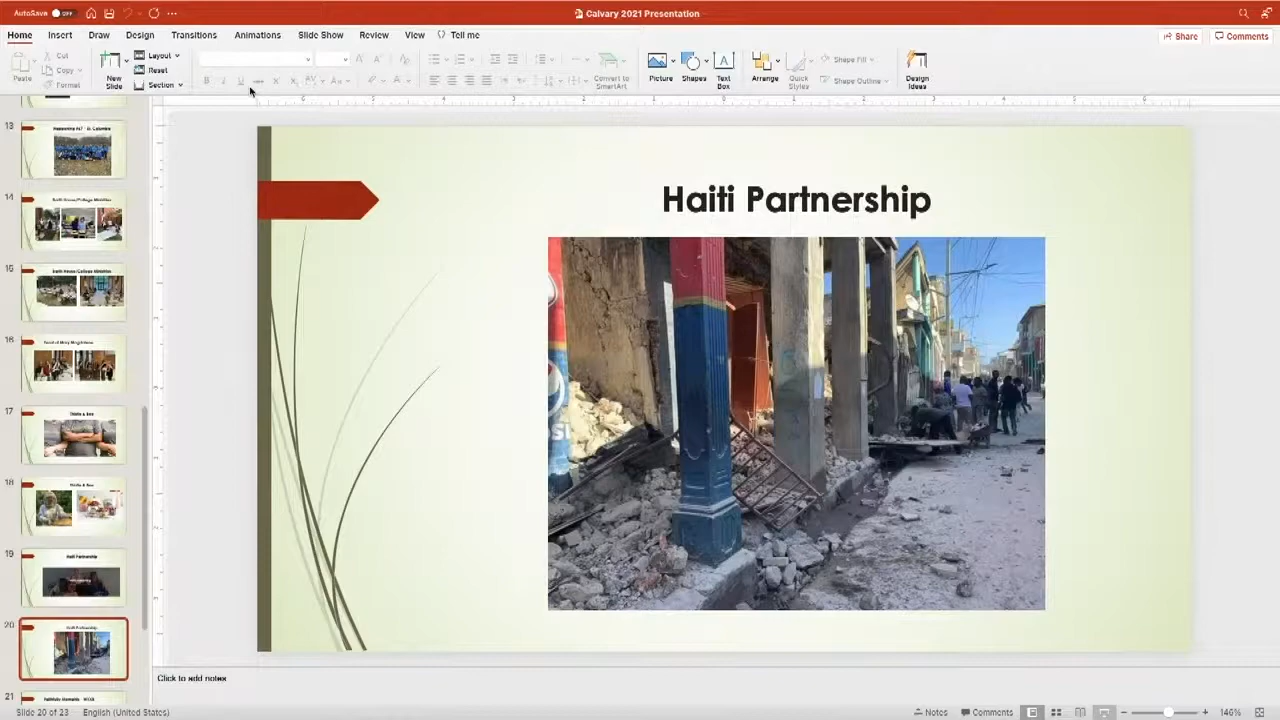 AutoSave OFF
Calvary 2021 Presentation
Home Insert Draw Design Transitions Animations Slide Show Review View Tell me
Share Comments
Paste
Cut
Copy
Format
New Slide
Layout
Reset
Section
Convert to SmartArt
Picture
Shapes
Text Box
Arrange
Quick Styles
Shape Fill
Shape Outline
Design Ideas
13
14
15
16
17
18
19
Haiti Partnership
20
Haiti Partnership
21
Haiti Partnership
Click to add notes
Slide 20 of 23 English (United States)
Notes Comments 146%